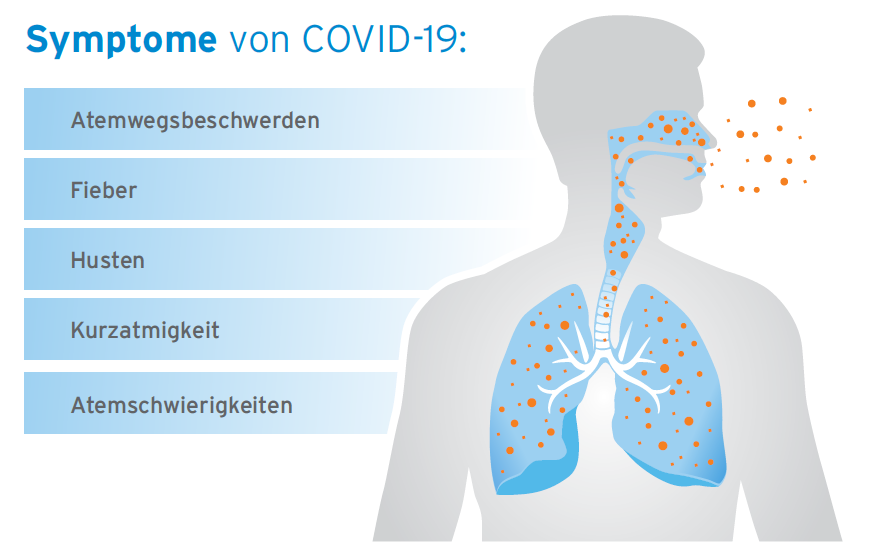 Symptome von COVID-19:
Atemwegsbeschwerden
Fieber
Husten
Kurzatmigkeit
Atemschwierigkeiten